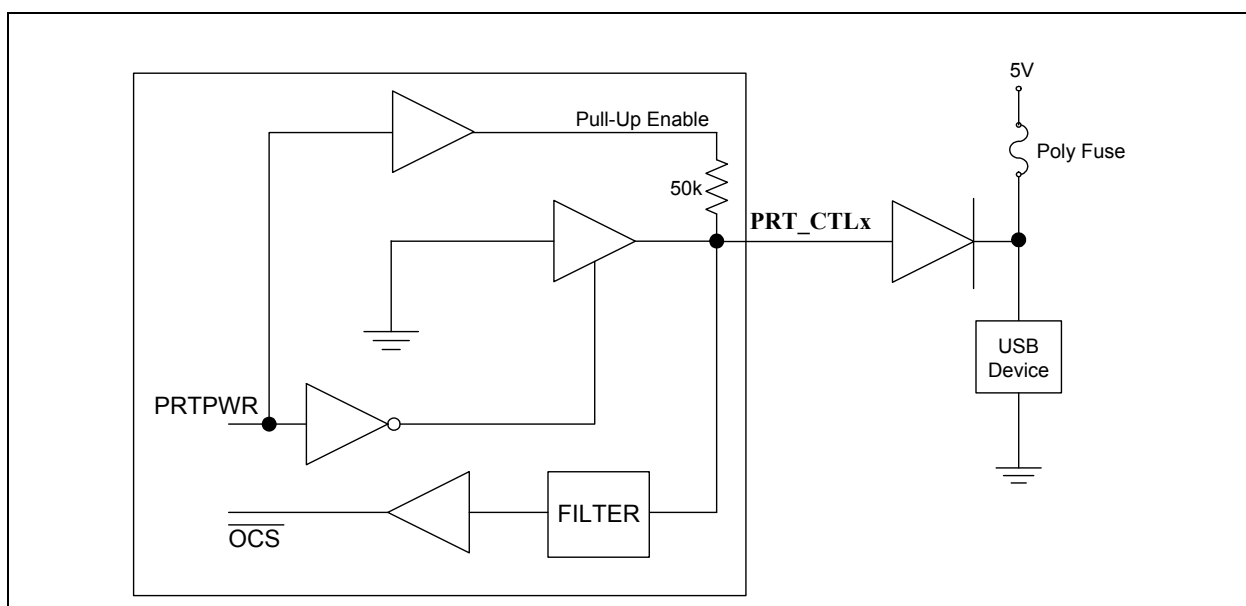 5V
Pull-Up Enable
Poly Fuse
50k
PRT_CTLx
USB
Device
PRTPWR
FILTER
OCS